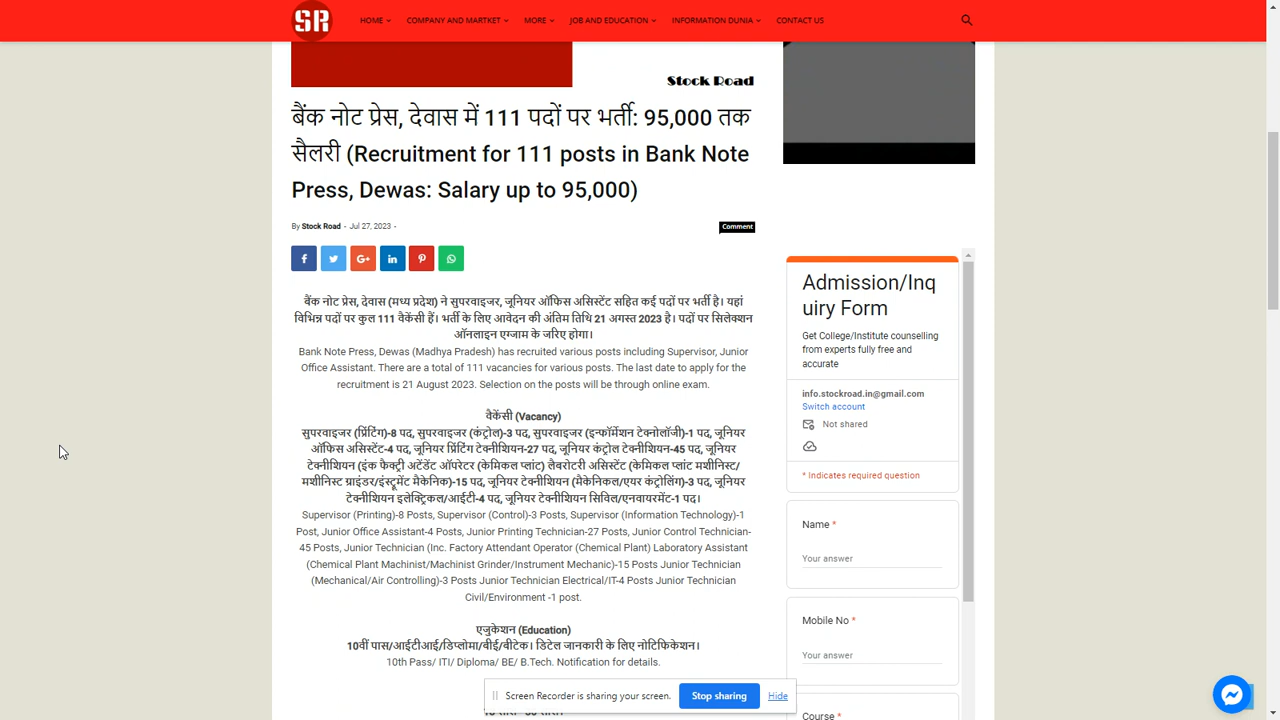 SR
HOME
COMPANY AND MARTKET
MORE
JOB AND EDUCATION
INFORMATION DUNIA
CONTACT US
Stock Road
बैंक नोट प्रेस, देवास में 111 पदों पर भर्ती: 95,000 तक
सैलरी (Recruitment for 111 posts in Bank Note
Press, Dewas: Salary up to 95,000)
By Stock Road - Jul 27, 2023 -
Comment
बैंक नोट प्रेस, देवास (मध्य प्रदेश) ने सुपरवाइजर, जूनियर ऑफिस असिस्टेंट सहित कई पदों पर भर्ती है। यहां
विभिन्न पदों पर कुल 111 वैकेंसी हैं। भर्ती के लिए आवेदन की अंतिम तिथि 21 अगस्त 2023 है। पदों पर सिलेक्शन
ऑनलाइन एग्जाम के जरिए होगा।
Bank Note Press, Dewas (Madhya Pradesh) has recruited various posts including Supervisor, Junior
Office Assistant. There are a total of 111 vacancies for various posts. The last date to apply for the
recruitment is 21 August 2023. Selection on the posts will be through online exam.
वैकेंसी (Vacancy)
सुपरवाइजर (प्रिंटिंग)-8 पद, सुपरवाइजर (कंट्रोल)-3 पद, सुपरवाइजर (इन्फॉर्मेशन टेक्नोलॉजी)-1 पद, जूनियर
ऑफिस असिस्टेंट-4 पद, जूनियर प्रिंटिंग टेक्नीशियन-27 पद, जूनियर कंट्रोल टेक्नीशियन-45 पद, जूनियर
टेक्नीशियन (इंक फैक्ट्री अटेंडेंट ऑपरेटर (केमिकल प्लांट) लैबरोटरी असिस्टेंट (केमिकल प्लांट मशीनिस्ट/
मशीनिस्ट ग्राइंडर/इंस्ट्रूमेंट मैकेनिक)-15 पद, जूनियर टेक्नीशियन (मैकेनिकल/एयर कंट्रोलिंग)-3 पद, जूनियर
टेक्नीशियन इलेक्ट्रिकल/आईटी-4 पद, जूनियर टेक्नीशियन सिविल/एनवायरमेंट-1 पद।
Supervisor (Printing)-8 Posts, Supervisor (Control)-3 Posts, Supervisor (Information Technology)-1
Post, Junior Office Assistant-4 Posts, Junior Printing Technician-27 Posts, Junior Control Technician-
45 Posts, Junior Technician (Inc. Factory Attendant Operator (Chemical Plant) Laboratory Assistant
(Chemical Plant Machinist/Machinist Grinder/Instrument Mechanic)-15 Posts Junior Technician
(Mechanical/Air Controlling)-3 Posts Junior Technician Electrical/IT-4 Posts Junior Technician
Civil/Environment -1 post.
एजुकेशन (Education)
10वीं पास/आईटीआई/डिप्लोमा/बीई/बीटेक। डिटेल जानकारी के लिए नोटिफिकेशन।
10th Pass/ ITI/ Diploma/ BE/ B.Tech. Notification for details.
Admission/Inq
uiry Form
Get College/Institute counselling
from experts fully free and
accurate
info.stockroad.in@gmail.com
Switch account
Not shared
* Indicates required question
Name *
Your answer
Mobile No *
Your answer
Course *
Screen Recorder is sharing your screen.
Stop sharing
Hide